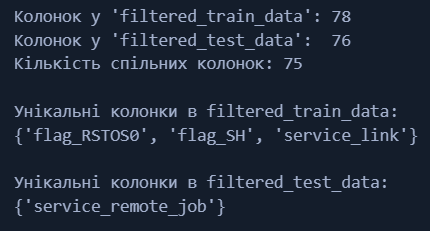 Колонок у 'filtered_train_data': 78
Колонок у 'filtered_test_data':  76
Кількість спільних колонок: 75
Унікальні колонки в filtered_train_data:
{'flag_RSTOS0', 'flag_SH', 'service_link'}
Унікальні колонки в filtered_test_data:
{'service_remote_job'}